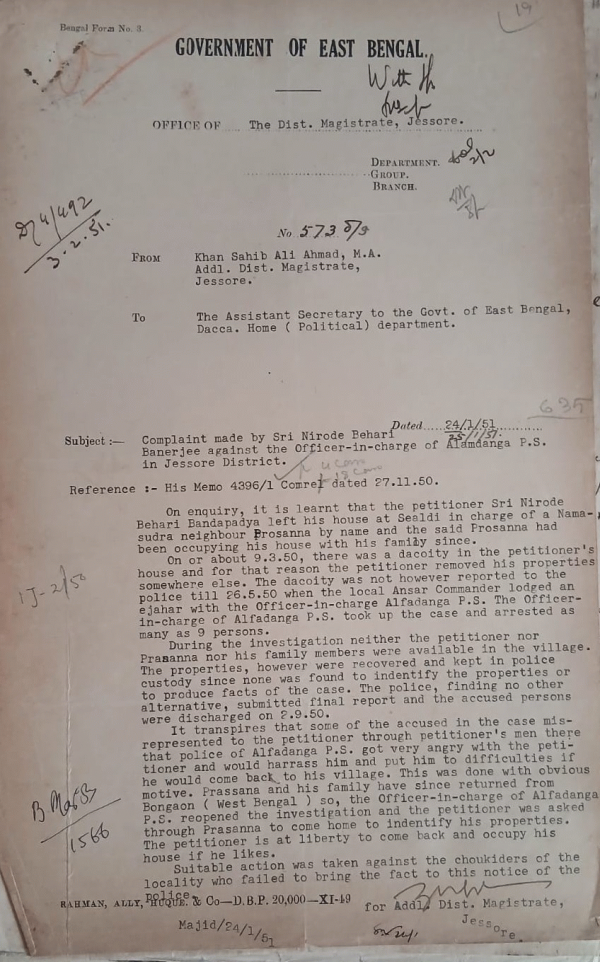 19
Bengal Form No. 3.
GOVERNMENT OF EAST BENGAL.
OFFICE OF The Dist. Magistrate, Jessore.
DEPARTMENT.
GROUP.
BRANCH.
4/492
3.2.51.
No 573
FROM Khan Sahib Ali Ahmad, M.A.
Addl. Dist. Magistrate,
Jessore.
To The Assistant Secretary to the Govt. of East Bengal,
Dacca. Home ( Political) department.
635
Dated 24/1/51
25/1/51.
Subject :— Complaint made by Sri Nirode Behari
Banerjee against the Officer-in-charge of Alamdanga P.S.
in Jessore District.
Reference :- His Memo 4396/1 Comrel dated 27.11.50.
On enquiry, it is learnt that the petitioner Sri Nirode
Behari Bandapadya left his house at Sealdi in charge of a Nama-
sudra neighbour Prosanna by name and the said Prosanna had
been occupying his house with his family since.
On or about 9.3.50, there was a dacoity in the petitioner's
house and for that reason the petitioner removed his properties
somewhere else. The dacoity was not however reported to the
police till 26.5.50 when the local Ansar Commander lodged an
ejahar with the Officer-in-charge Alfadanga P.S. The Officer-
in-charge of Alfadanga P.S. took up the case and arrested as
many as 9 persons.
During the investigation neither the petitioner nor
Prasanna nor his family members were available in the village.
The properties, however were recovered and kept in police
custody since none was found to indentify the properties or
to produce facts of the case. The police, finding no other
alternative, submitted final report and the accused persons
were discharged on 2.9.50.
It transpires that some of the accused in the case mis-
represented to the petitioner through petitioner's men there
that police of Alfadanga P.S. got very angry with the peti-
tioner and would harrass him and put him to difficulties if
he would come back to his village. This was done with obvious
motive. Prassana and his family have since returned from
Bongaon ( West Bengal ) so, the Officer-in-charge of Alfadanga
P.S. reopened the investigation and the petitioner was asked
through Prasanna to come home to indentify his properties.
The petitioner is at liberty to come back and occupy his
house if he likes.
Suitable action was taken against the choukiders of the
locality who failed to bring the fact to this notice of the
police.
1566
RAHMAN, ALLY, HUQUE. & Co—D.B.P. 20,000—XI-49
for Addl. Dist. Magistrate,
Jessore.
Majid/24/1/51